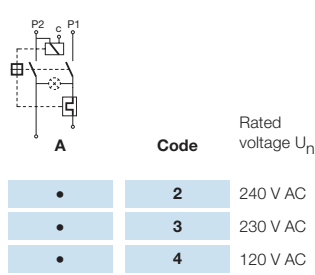 P2 c P1
A Code Rated voltage Un
• 2 240 V AC
• 3 230 V AC
• 4 120 V AC